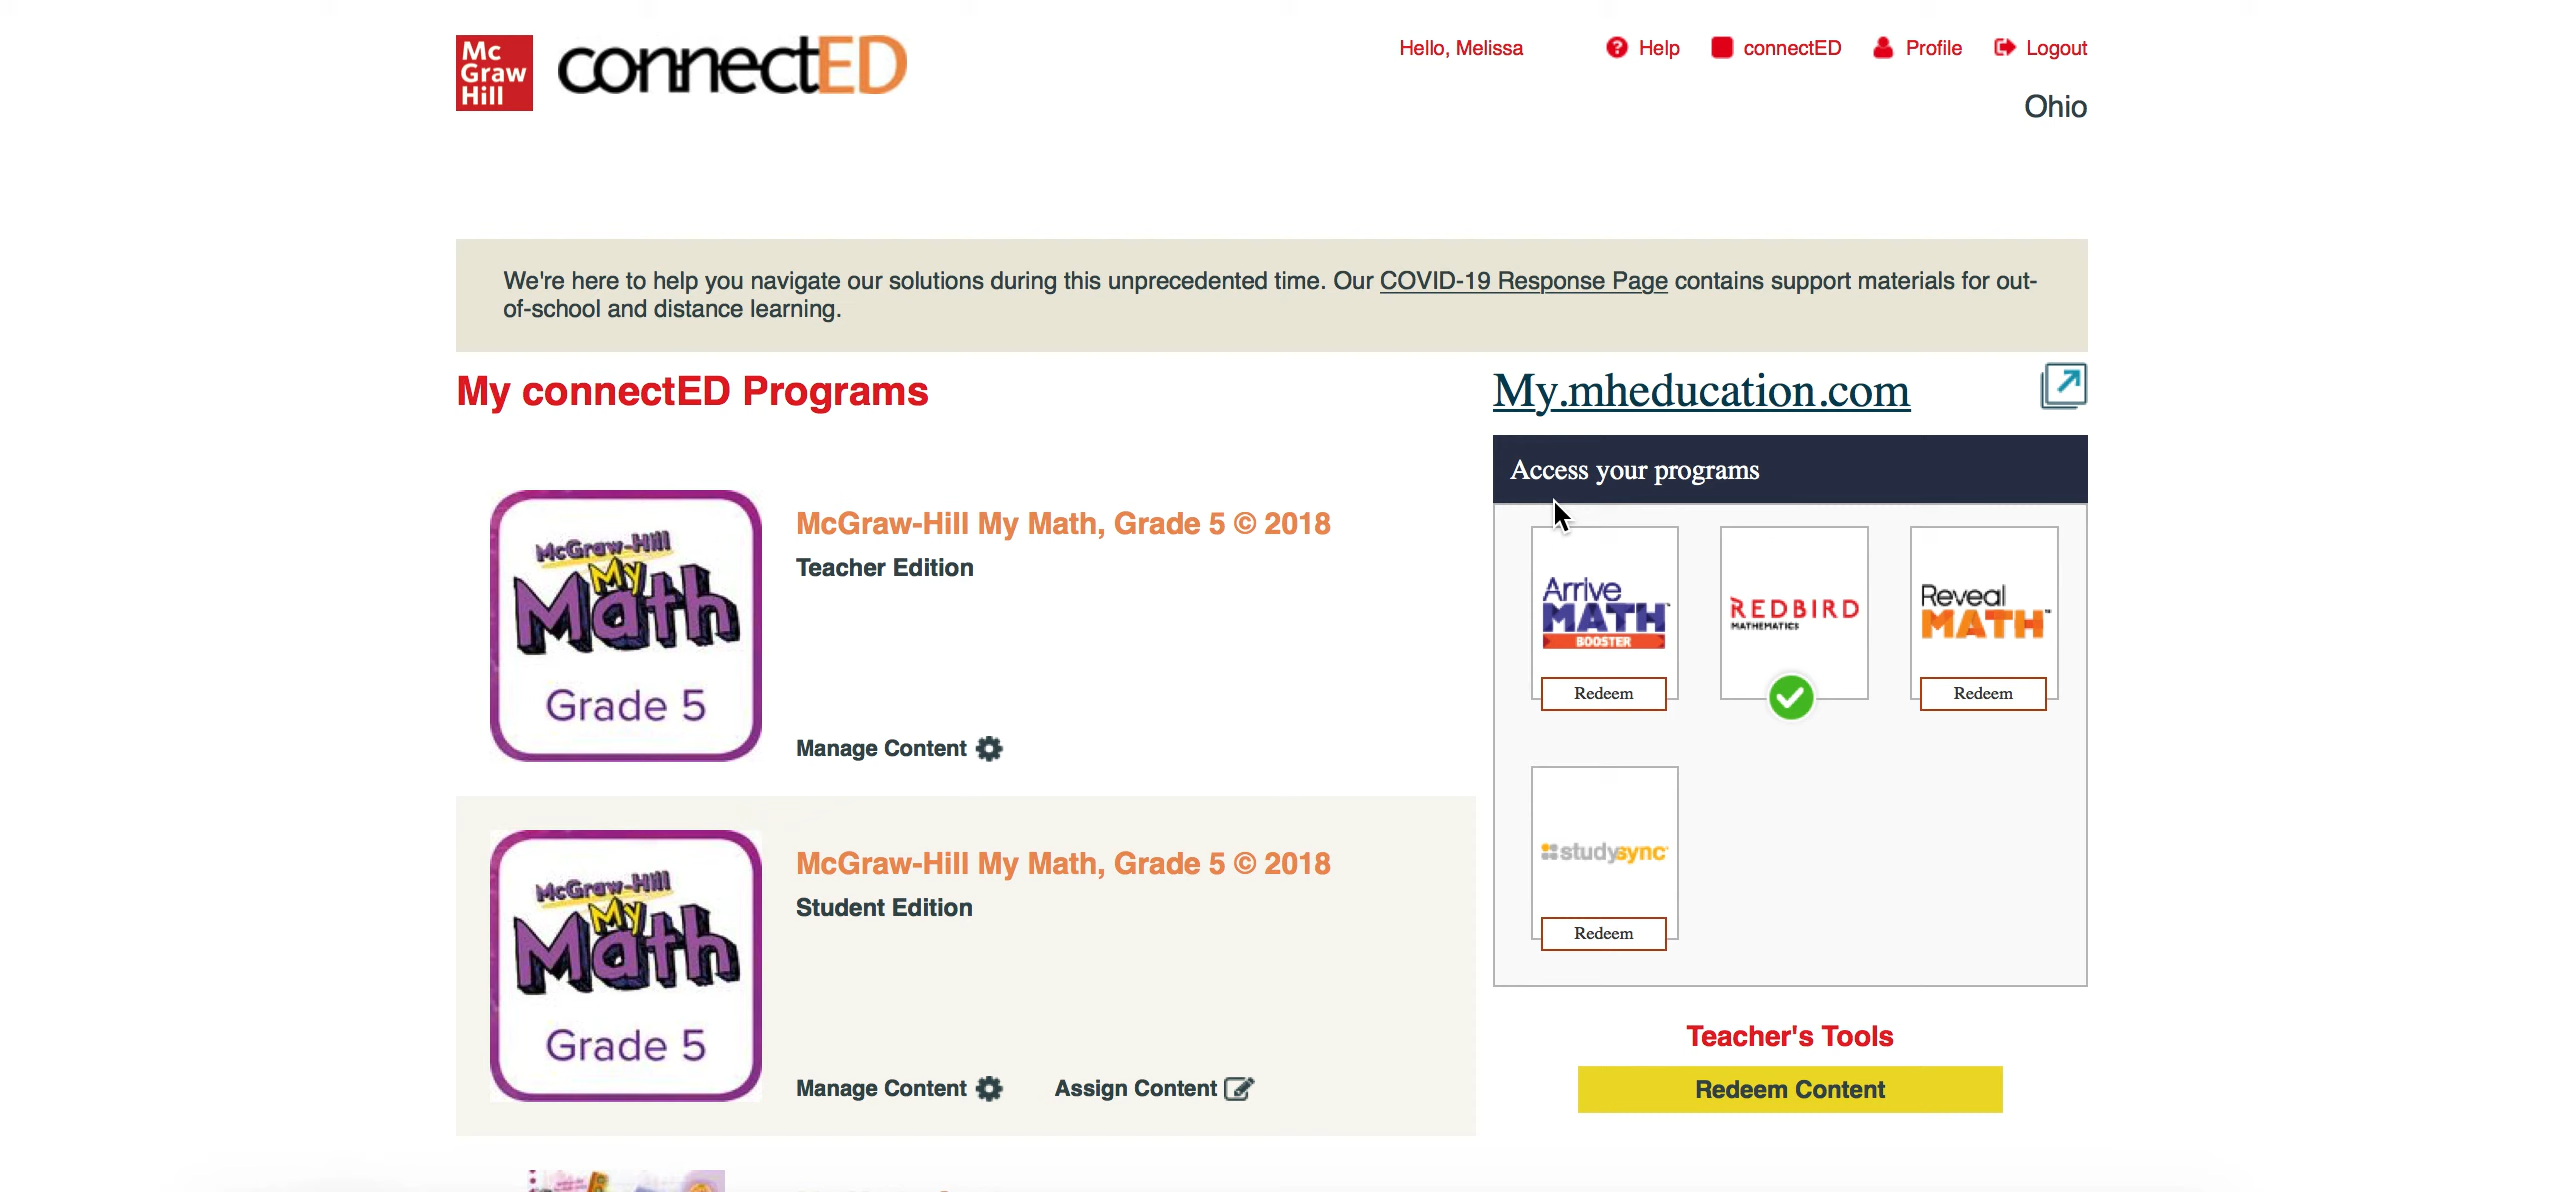 Mc
Graw
Hill
connectED
Hello, Melissa
Help
connectED
Profile
Logout
Ohio
We're here to help you navigate our solutions during this unprecedented time. Our COVID-19 Response Page contains support materials for out-
of-school and distance learning.
My connectED Programs
McGraw-Hill
My
Math
Grade 5
McGraw-Hill My Math, Grade 5 © 2018
Teacher Edition
Manage Content
McGraw-Hill
My
Math
Grade 5
McGraw-Hill My Math, Grade 5 © 2018
Student Edition
Manage Content
Assign Content
My.mheducation.com
Access your programs
Arrive
MATH™
BOOSTER
Redeem
REDBIRD
MATHEMATICS
Reveal
MATH™
Redeem
studysync
Redeem
Teacher's Tools
Redeem Content